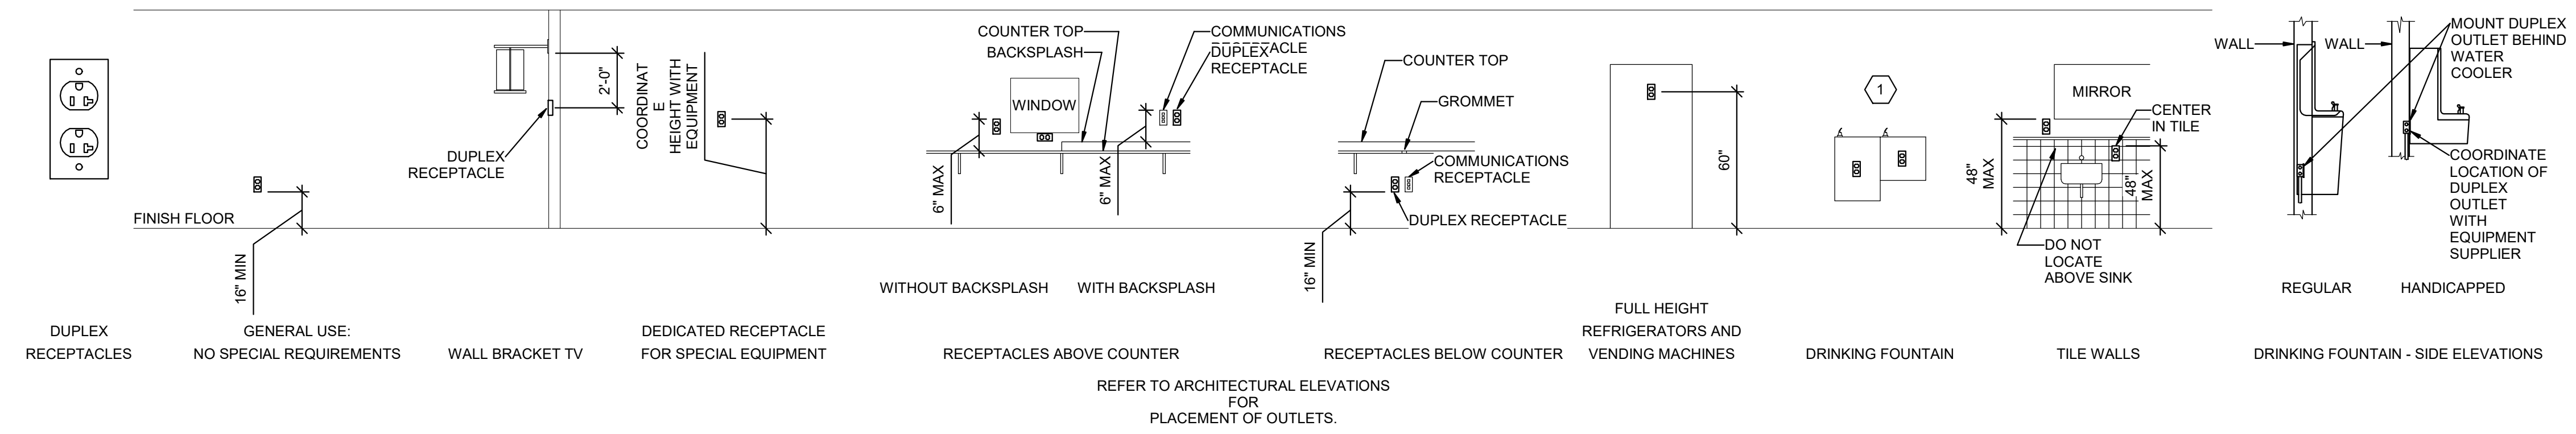 DUPLEX
RECEPTACLES
FINISH FLOOR
16" MIN
GENERAL USE:
NO SPECIAL REQUIREMENTS
2'-0"
DUPLEX
RECEPTACLE
WALL BRACKET TV
COORDINAT
E
HEIGHT WITH
EQUIPMENT
DEDICATED RECEPTACLE
FOR SPECIAL EQUIPMENT
COUNTER TOP
BACKSPLASH
COMMUNICATIONS
DUPLEX
RECEPTACLE
WINDOW
6" MAX
6" MAX
WITHOUT BACKSPLASH
WITH BACKSPLASH
RECEPTACLES ABOVE COUNTER
COUNTER TOP
GROMMET
COMMUNICATIONS
RECEPTACLE
DUPLEX RECEPTACLE
16" MIN
RECEPTACLES BELOW COUNTER
60"
FULL HEIGHT
REFRIGERATORS AND
VENDING MACHINES
1
DRINKING FOUNTAIN
MIRROR
CENTER
IN TILE
48"
MAX
48"
MAX
DO NOT
LOCATE
ABOVE SINK
TILE WALLS
WALL
WALL
MOUNT DUPLEX
OUTLET BEHIND
WATER
COOLER
COORDINATE
LOCATION OF
DUPLEX
OUTLET
WITH
EQUIPMENT
SUPPLIER
REGULAR
HANDICAPPED
DRINKING FOUNTAIN - SIDE ELEVATIONS
REFER TO ARCHITECTURAL ELEVATIONS
FOR
PLACEMENT OF OUTLETS.